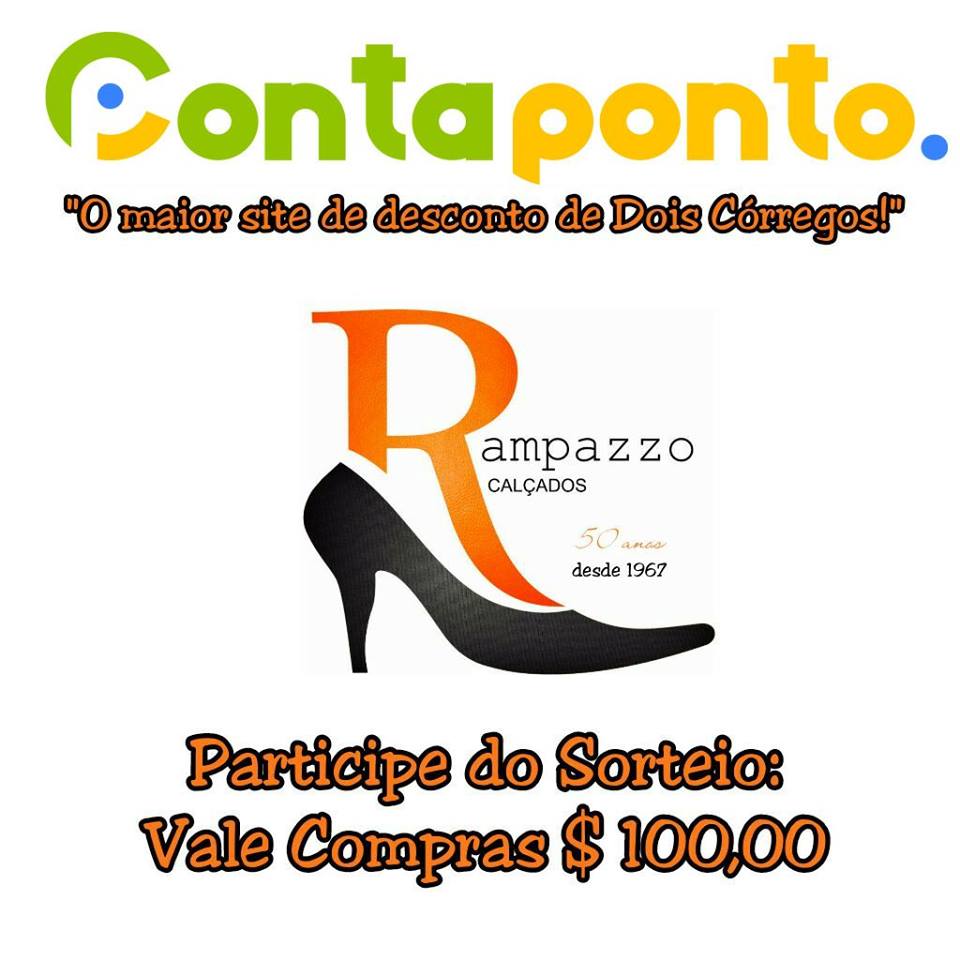 Contaponto.
"O maior site de desconto de Dois Córregos!"
Rampazzo
CALÇADOS
50 anos
desde 1967
Participe do Sorteio:
Vale Compras $ 100,00